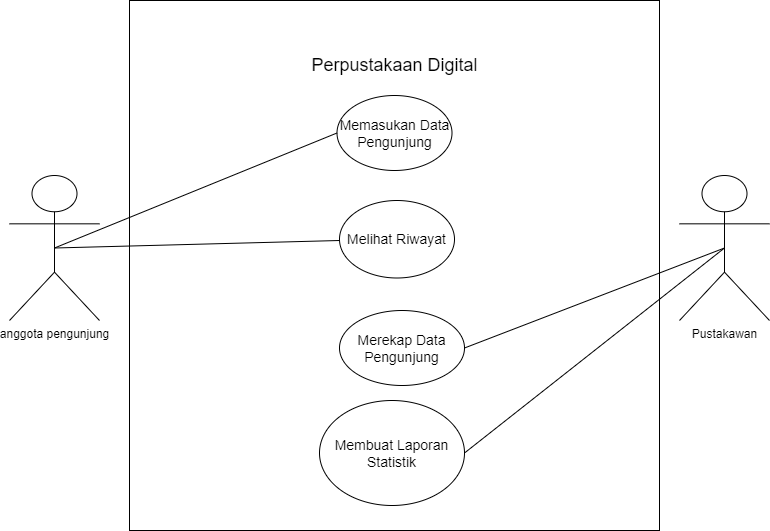 Perpustakaan Digital
Memasukan Data
Pengunjung
Melihat Riwayat
anggota pengunjung
Merekap Data
Pengunjung
Pustakawan
Membuat Laporan
Statistik